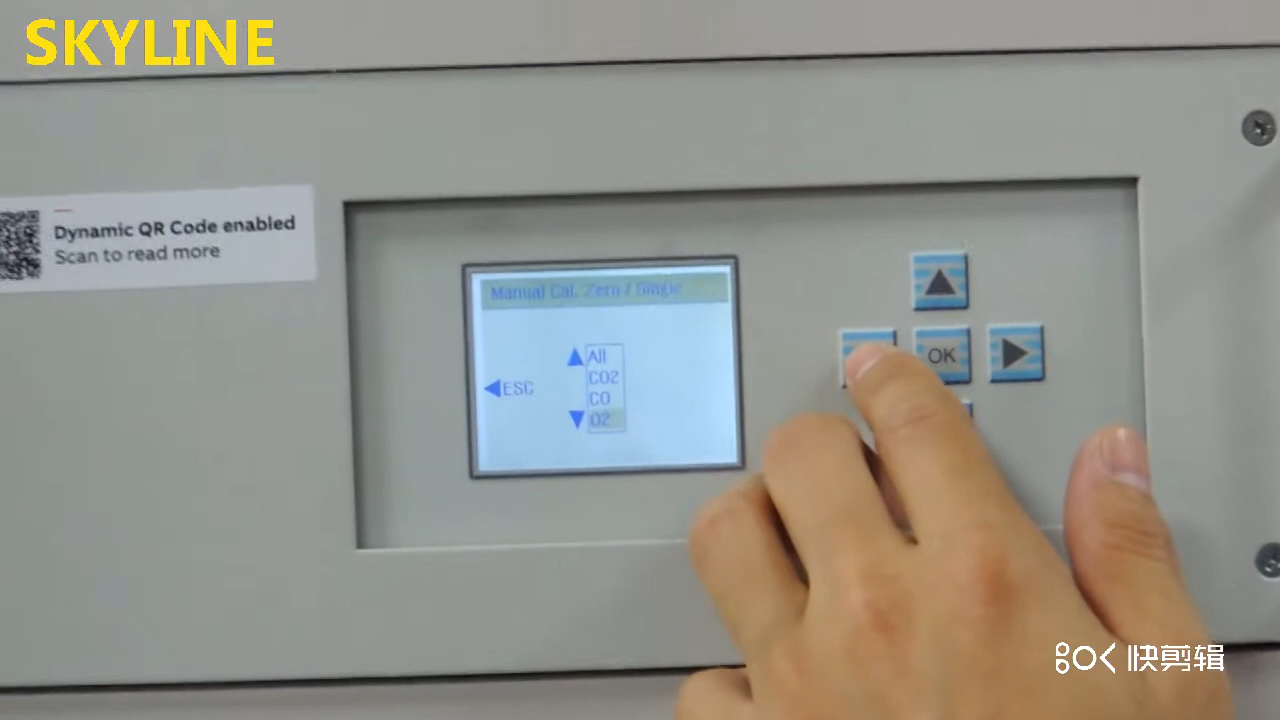 SKYLINE
Dynamic QR Code enabled
Scan to read more
Manual Cal. Zero / Single
All
CO2
ESC
CO
O2
OK
快剪辑